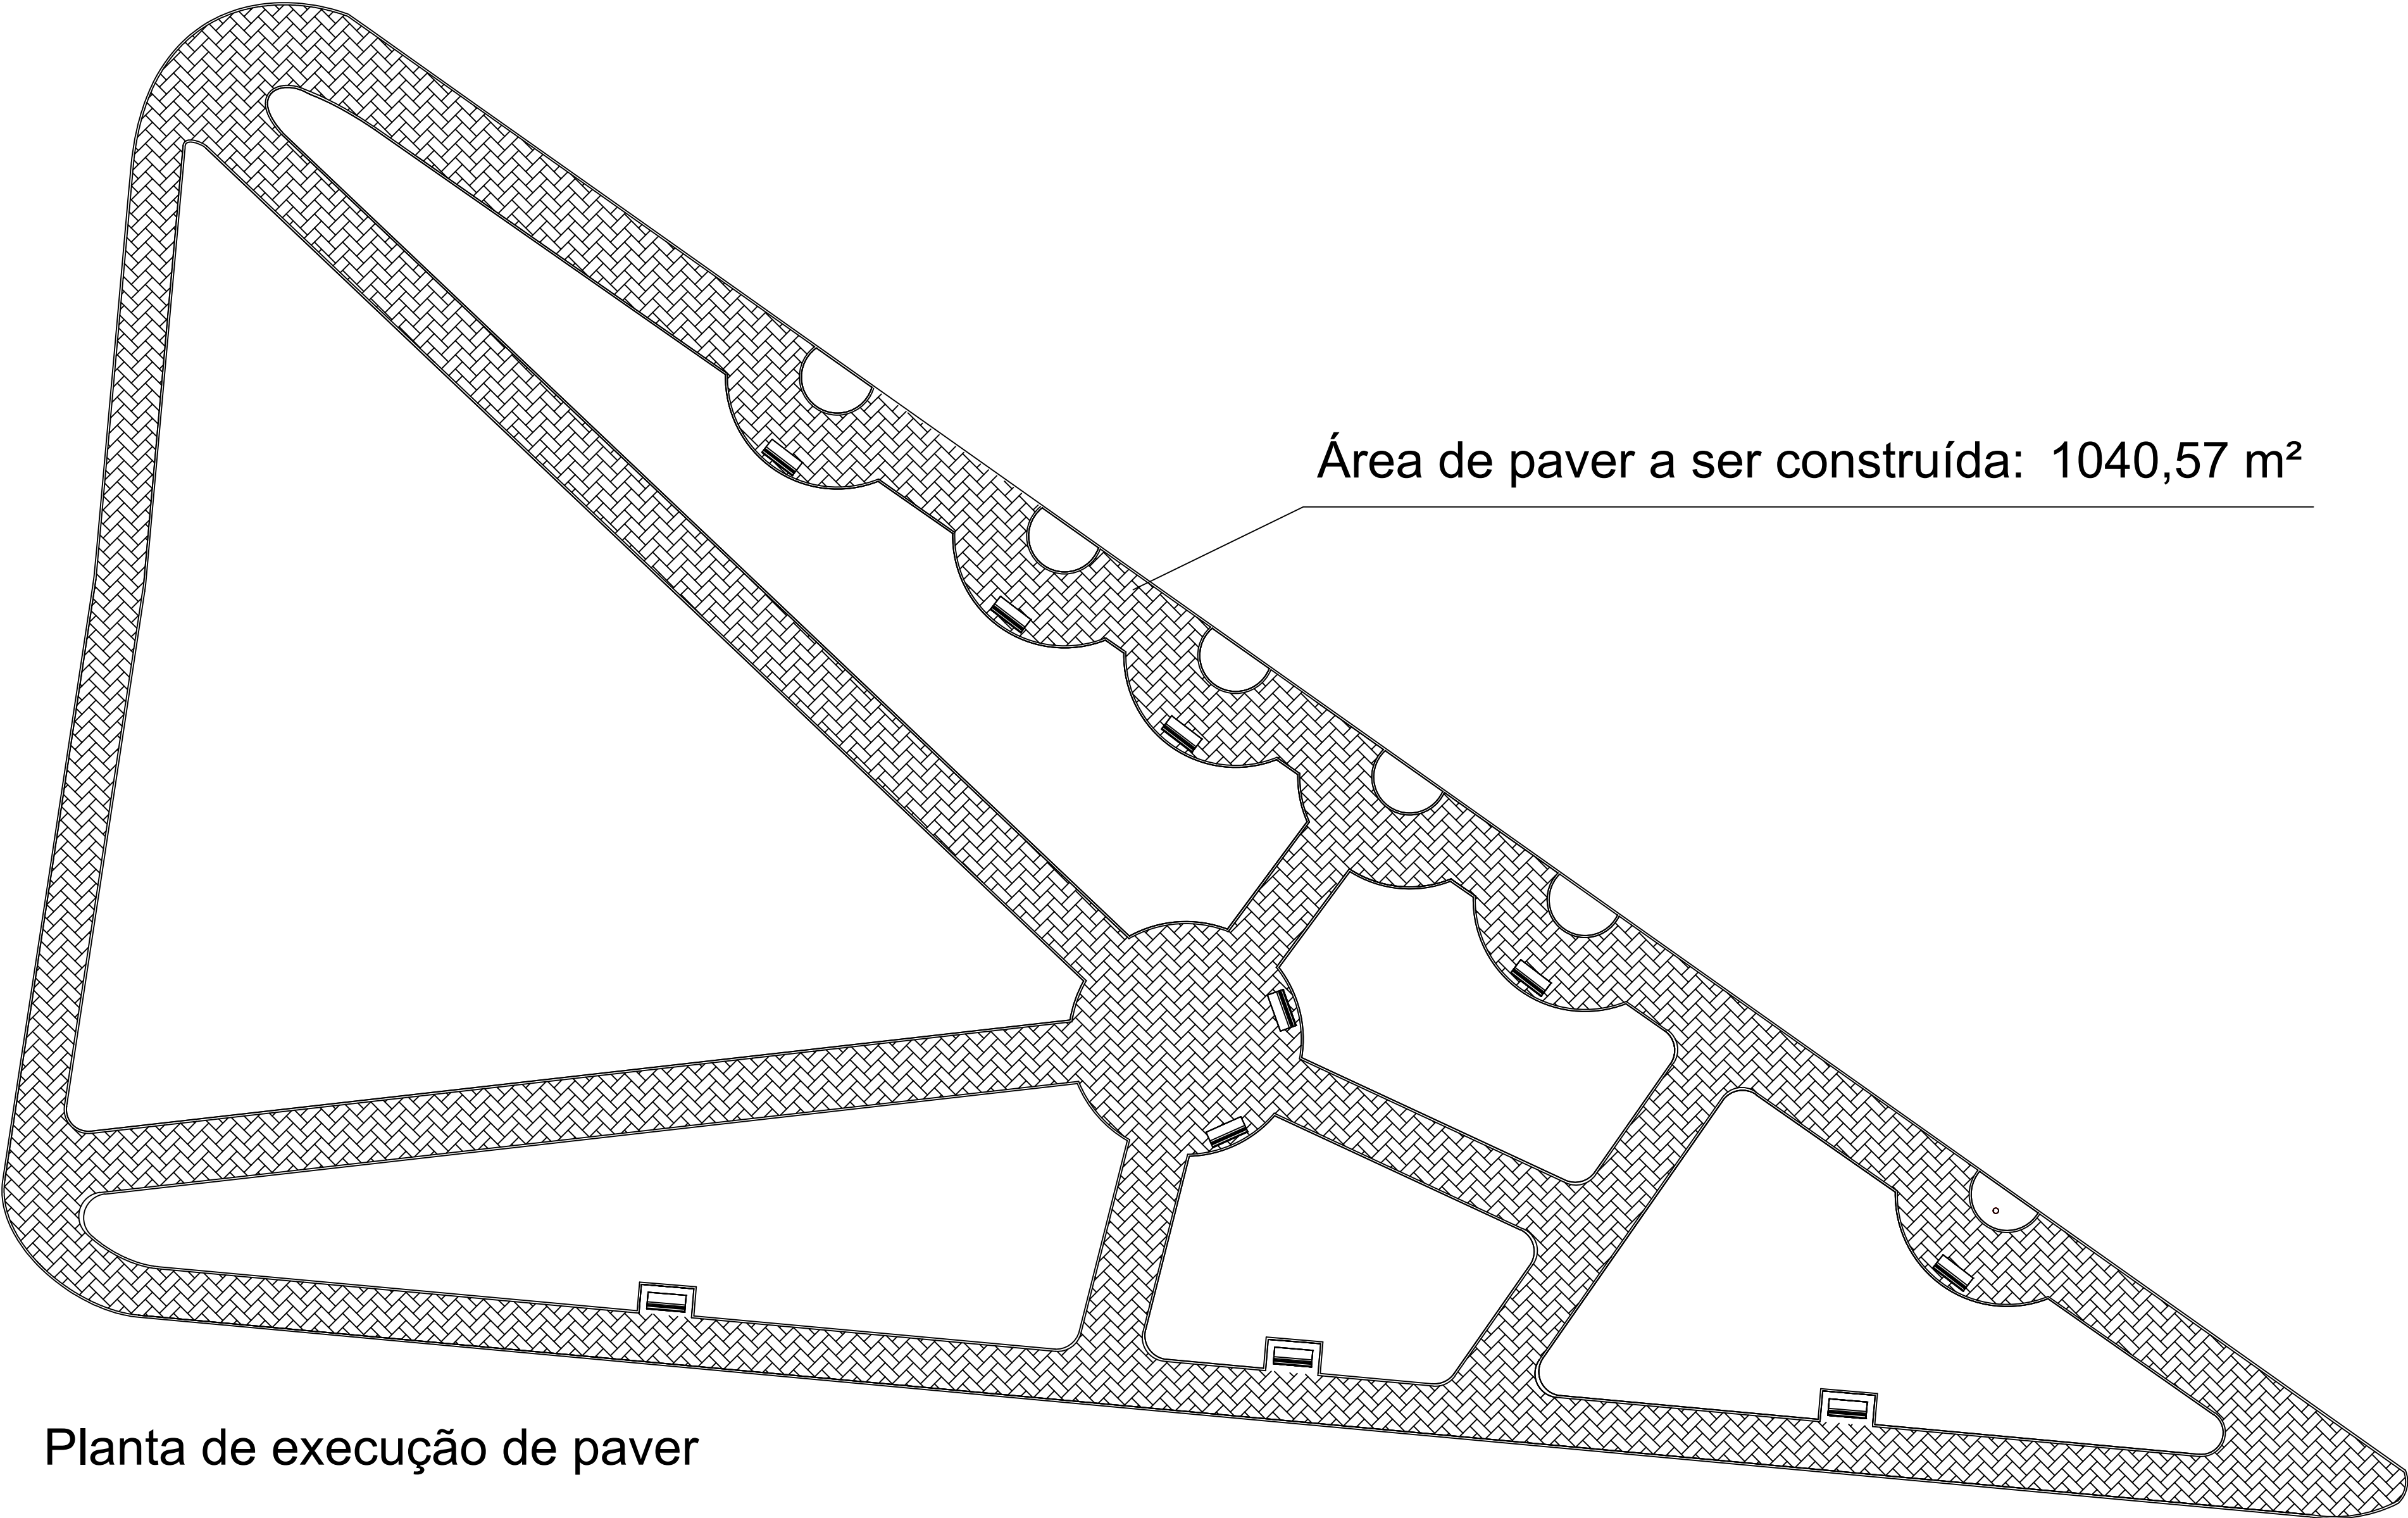 Área de paver a ser construída: 1040,57 m²
Planta de execução de paver